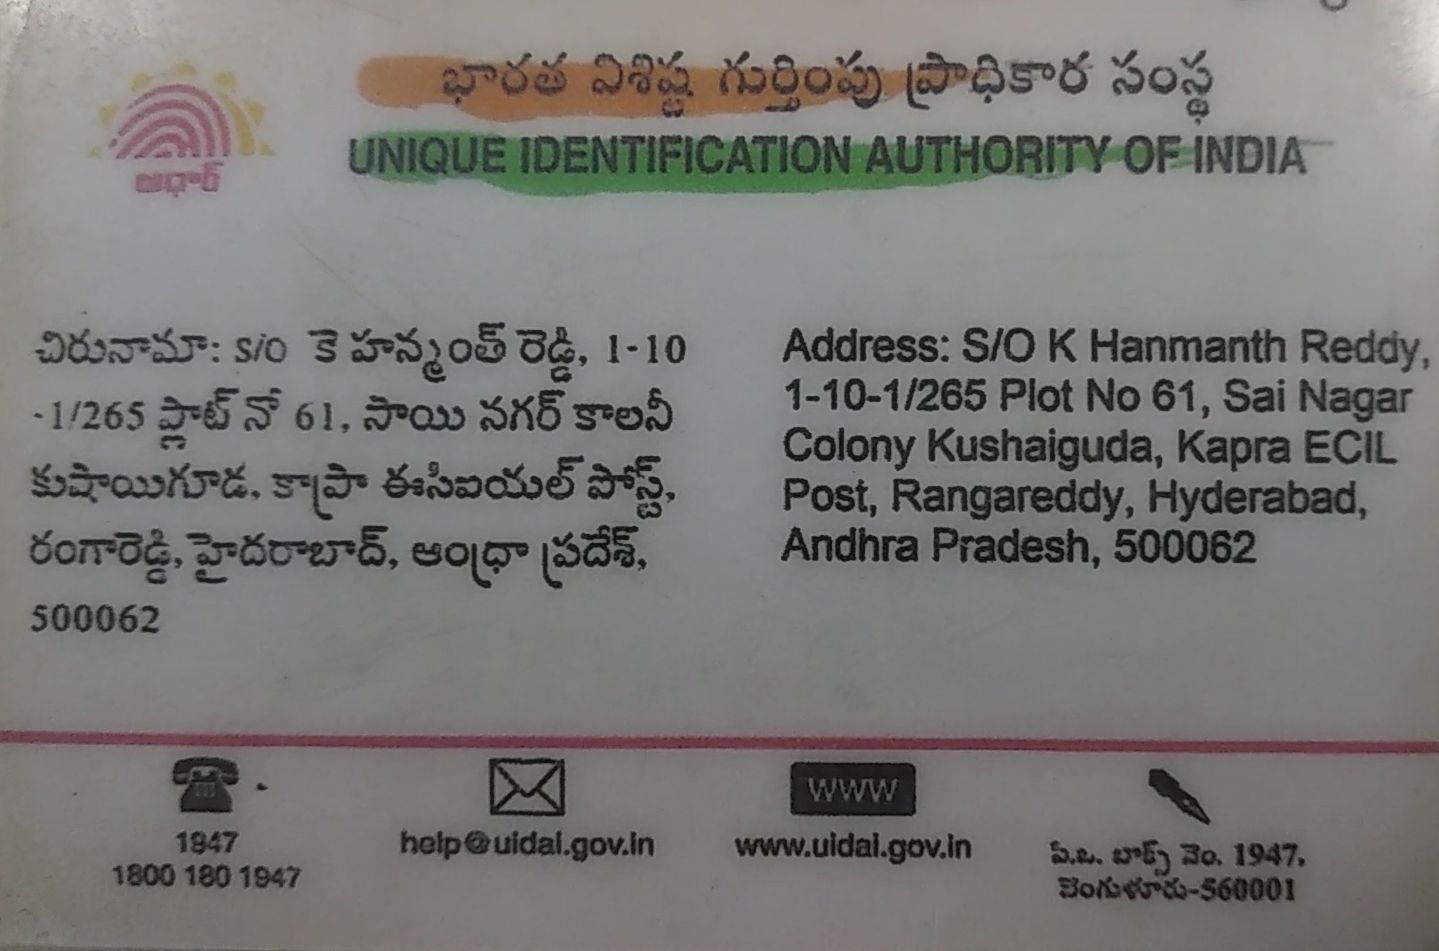 భారత విశిష్ట గుర్తింపు ప్రాధికార సంస్థ
UNIQUE IDENTIFICATION AUTHORITY OF INDIA
ఆధార్
చిరునామా: S/O కె హన్మంత్ రెడ్డి, 1-10
-1/265 ప్లాట్ నో 61, సాయి నగర్ కాలనీ
కుషాయిగూడ, కాప్రా ఈసిఐయల్ పోస్ట్,
రంగారెడ్డి, హైదరాబాద్, ఆంధ్రా ప్రదేశ్,
500062
Address: S/O K Hanmanth Reddy,
1-10-1/265 Plot No 61, Sai Nagar
Colony Kushaiguda, Kapra ECIL
Post, Rangareddy, Hyderabad,
Andhra Pradesh, 500062
1947
1800 180 1947
help@uidai.gov.in
WWW
www.uidai.gov.in
పి.ఒ. బాక్స్ నెం. 1947,
బెంగుళూరు-560001